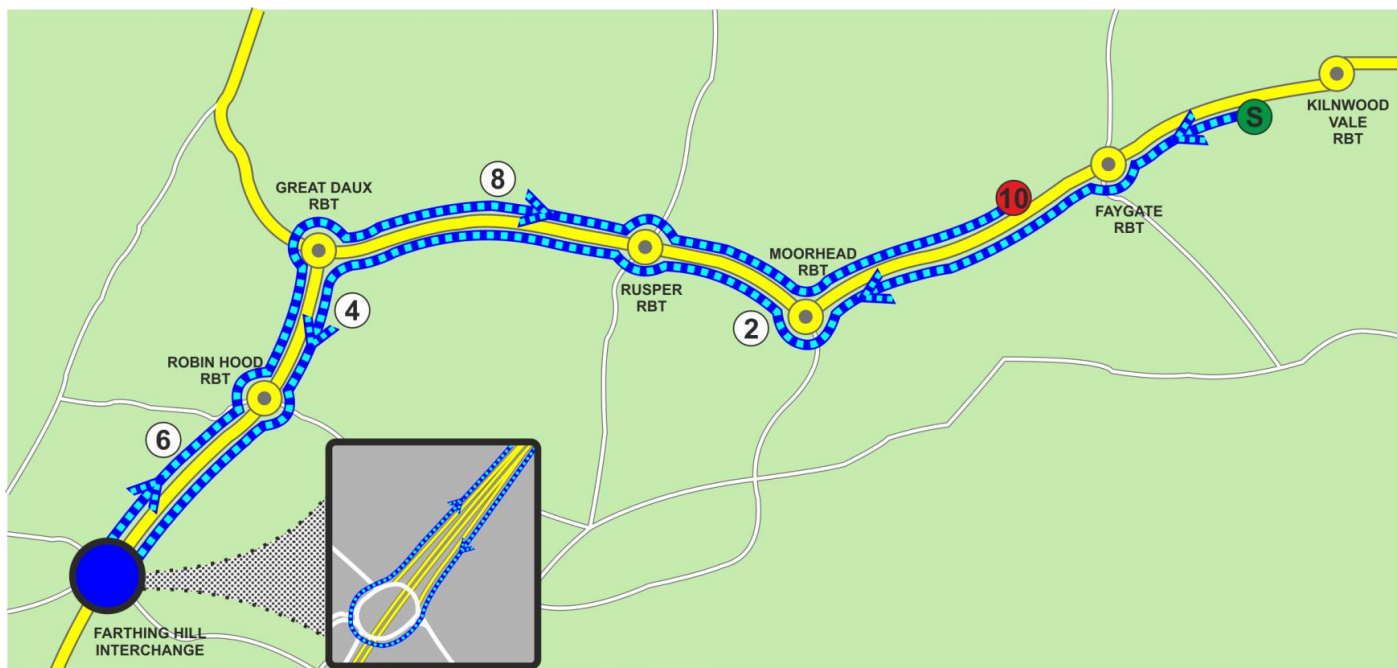 KILNWOOD
VALE
RBT
S
8
GREAT DAUX
RBT
10
FAYGATE
RBT
MOORHEAD
RBT
RUSPER
RBT
4
2
ROBIN HOOD
RBT
6
FARTHING HILL
INTERCHANGE